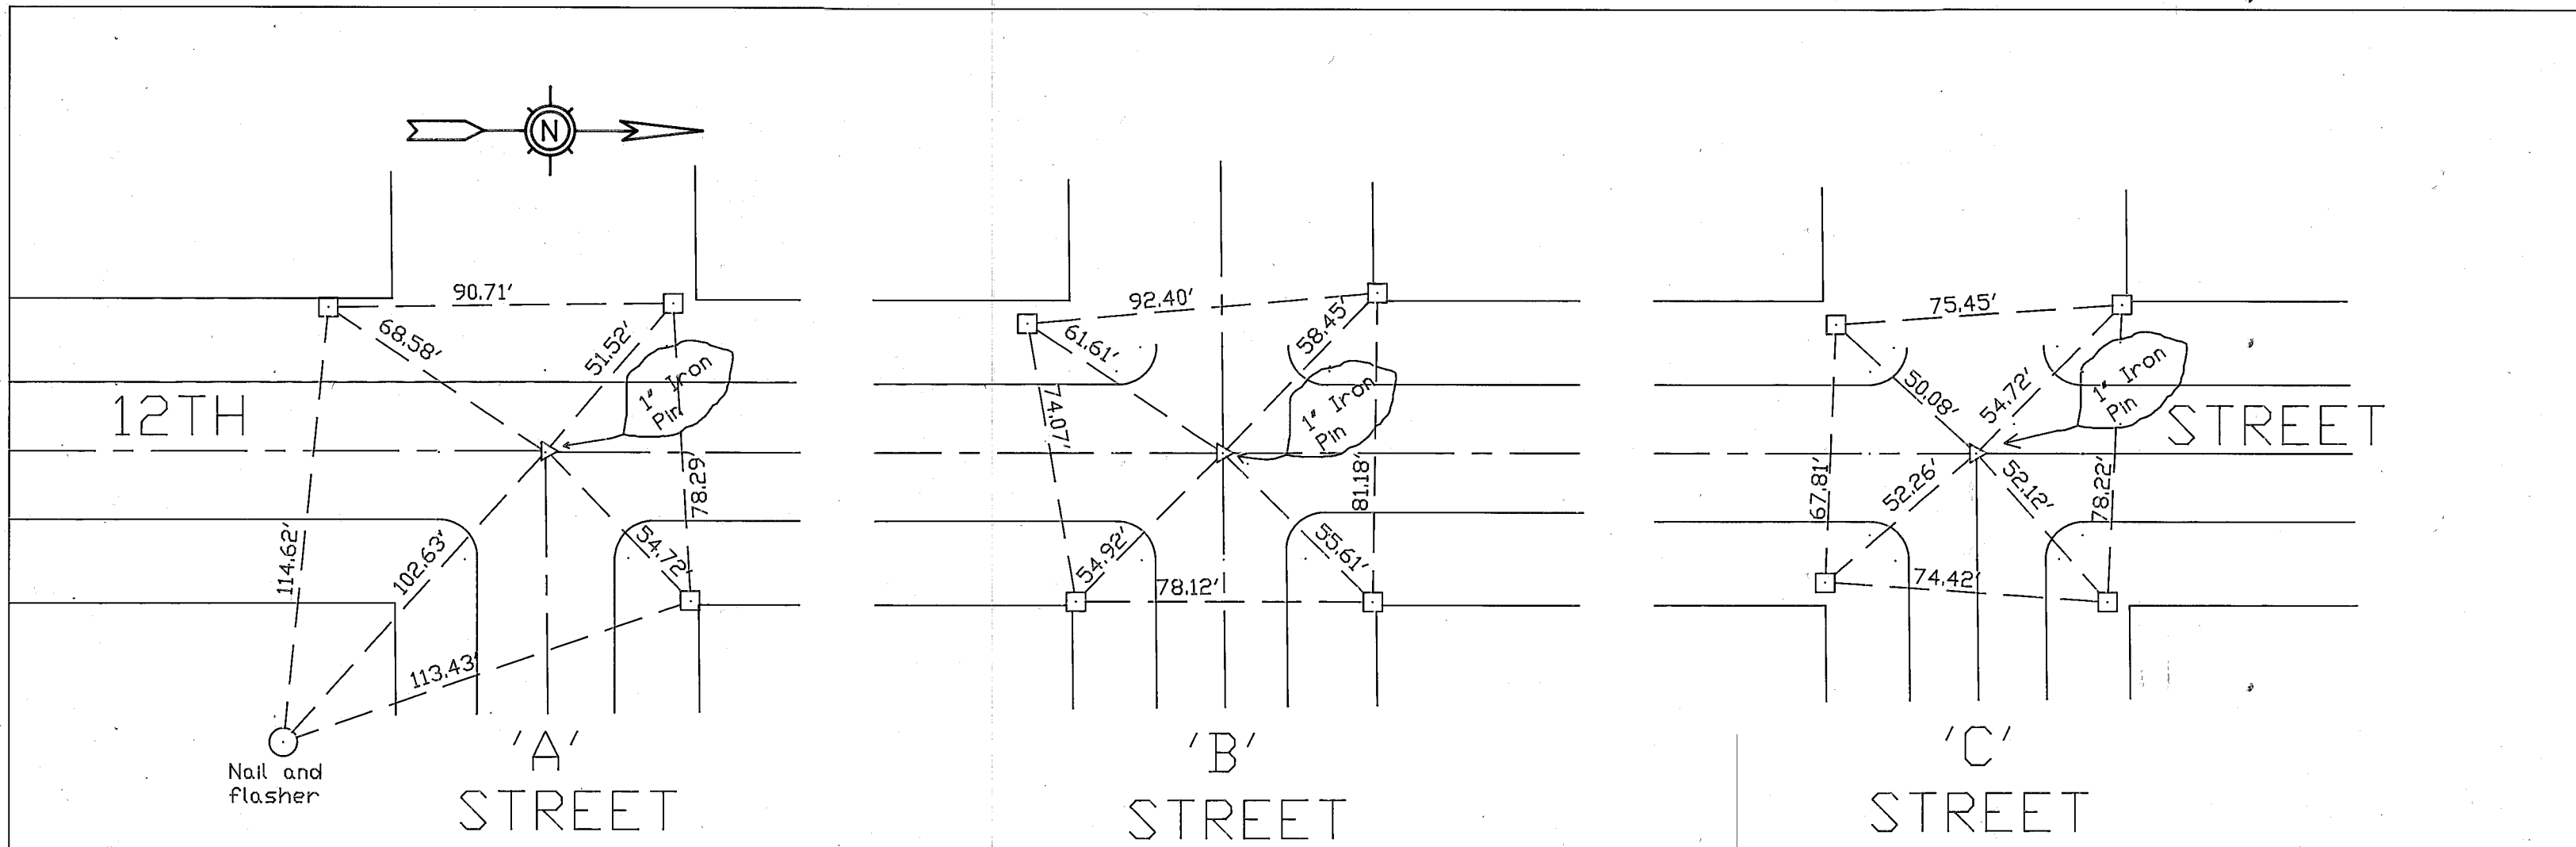 N
90.71'
68.58'
51.52'
1" Iron
Pin
12TH
78.29'
114.62'
102.63'
54.72'
113.43'
Nail and
flasher
'A'
STREET
92.40'
61.61'
58.45'
1" Iron
Pin
74.07'
81.18'
54.92'
55.61'
78.12'
'B'
STREET
75.45'
50.08'
54.72'
1" Iron
Pin
STREET
67.81'
52.26'
52.12'
78.22'
74.42'
'C'
STREET